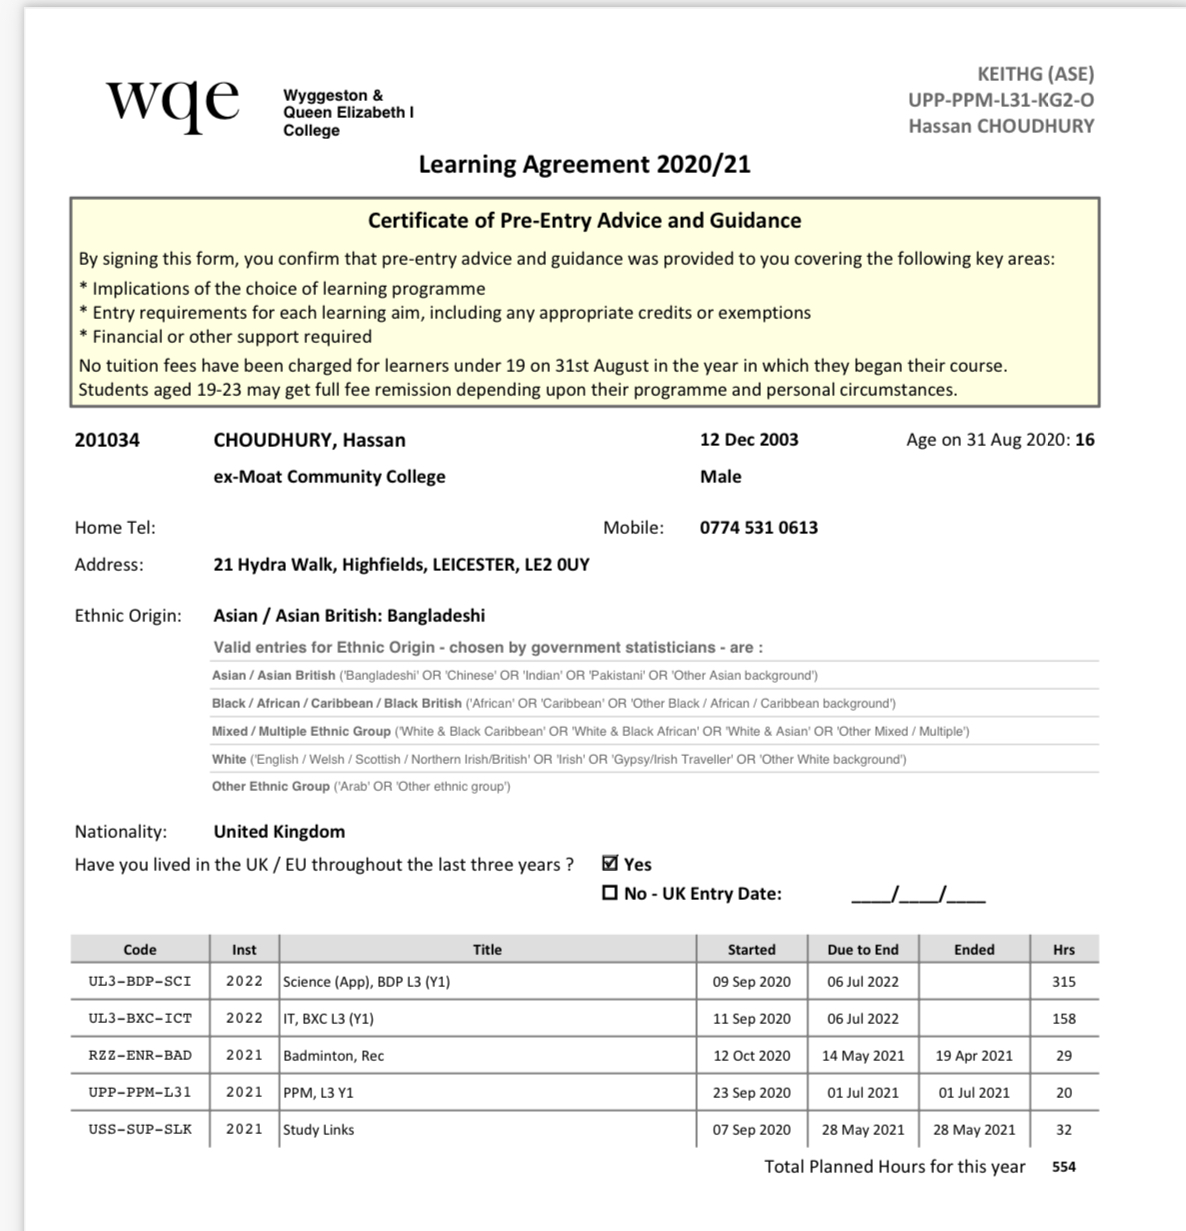 wqe
Wyggeston &
Queen Elizabeth I
College
KEITHG (ASE)
UPP-PPM-L31-KG2-O
Hassan CHOUDHURY
Learning Agreement 2020/21
Certificate of Pre-Entry Advice and Guidance
By signing this form, you confirm that pre-entry advice and guidance was provided to you covering the following key areas:
* Implications of the choice of learning programme
* Entry requirements for each learning aim, including any appropriate credits or exemptions
* Financial or other support required
No tuition fees have been charged for learners under 19 on 31st August in the year in which they began their course.
Students aged 19-23 may get full fee remission depending upon their programme and personal circumstances.
201034 CHOUDHURY, Hassan 12 Dec 2003 Age on 31 Aug 2020: 16
ex-Moat Community College Male
Home Tel: Mobile: 0774 531 0613
Address: 21 Hydra Walk, Highfields, LEICESTER, LE2 0UY
Ethnic Origin: Asian / Asian British: Bangladeshi
Valid entries for Ethnic Origin - chosen by government statisticians - are :
Asian / Asian British ('Bangladeshi' OR 'Chinese' OR 'Indian' OR 'Pakistani' OR 'Other Asian background')
Black / African / Caribbean / Black British ('African' OR 'Caribbean' OR 'Other Black / African / Caribbean background')
Mixed / Multiple Ethnic Group ('White & Black Caribbean' OR 'White & Black African' OR 'White & Asian' OR 'Other Mixed / Multiple')
White ('English / Welsh / Scottish / Northern Irish/British' OR 'Irish' OR 'Gypsy/Irish Traveller' OR 'Other White background')
Other Ethnic Group ('Arab' OR 'Other ethnic group')
Nationality: United Kingdom
Have you lived in the UK / EU throughout the last three years ? ☑ Yes
☐ No - UK Entry Date: ____/____/____
Code Inst Title Started Due to End Ended Hrs
UL3-BDP-SCI 2022 Science (App), BDP L3 (Y1) 09 Sep 2020 06 Jul 2022 315
UL3-BXC-ICT 2022 IT, BXC L3 (Y1) 11 Sep 2020 06 Jul 2022 158
RZZ-ENR-BAD 2021 Badminton, Rec 12 Oct 2020 14 May 2021 19 Apr 2021 29
UPP-PPM-L31 2021 PPM, L3 Y1 23 Sep 2020 01 Jul 2021 01 Jul 2021 20
USS-SUP-SLK 2021 Study Links 07 Sep 2020 28 May 2021 28 May 2021 32
Total Planned Hours for this year 554